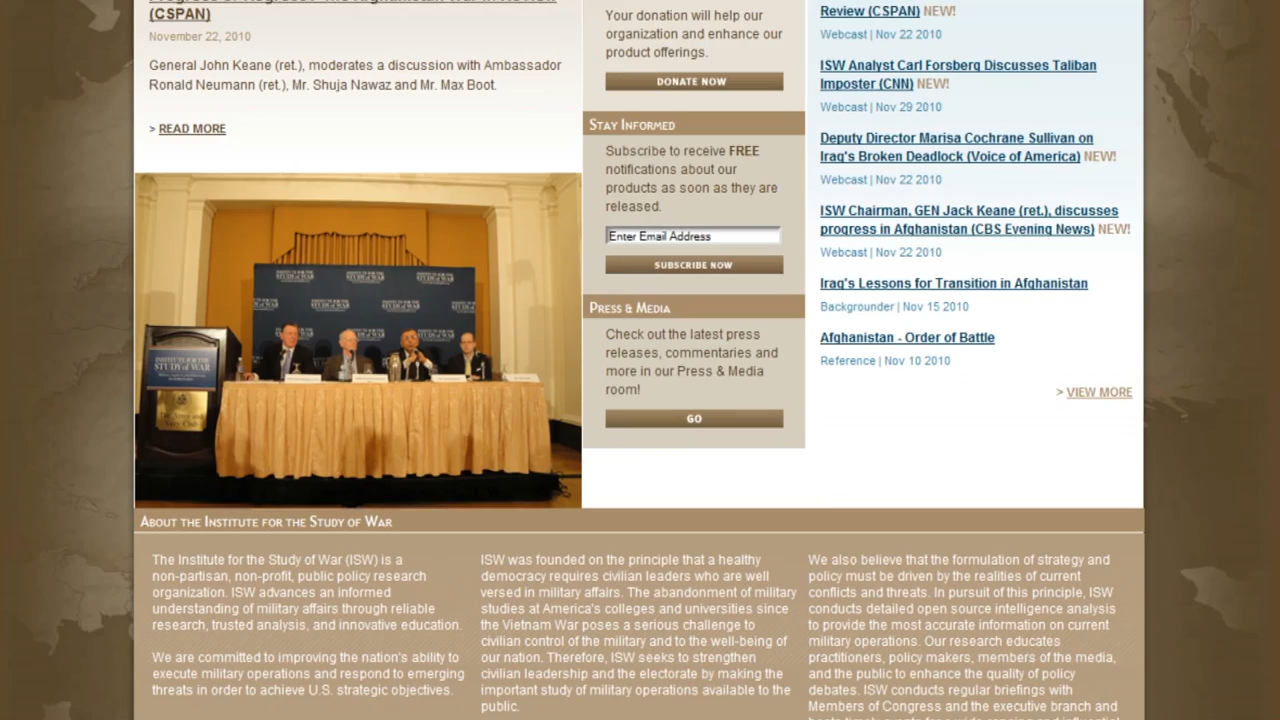 (CSPAN)
November 22, 2010
General John Keane (ret.), moderates a discussion with Ambassador
Ronald Neumann (ret.), Mr. Shuja Nawaz and Mr. Max Boot.
> READ MORE
INSTITUTE FOR THE
STUDY OF WAR
Your donation will help our
organization and enhance our
product offerings.
DONATE NOW
STAY INFORMED
Subscribe to receive FREE
notifications about our
products as soon as they are
released.
Enter Email Address
SUBSCRIBE NOW
PRESS & MEDIA
Check out the latest press
releases, commentaries and
more in our Press & Media
room!
GO
Review (CSPAN) NEW!
Webcast | Nov 22 2010
ISW Analyst Carl Forsberg Discusses Taliban
Imposter (CNN) NEW!
Webcast | Nov 29 2010
Deputy Director Marisa Cochrane Sullivan on
Iraq's Broken Deadlock (Voice of America) NEW!
Webcast | Nov 22 2010
ISW Chairman, GEN Jack Keane (ret.), discusses
progress in Afghanistan (CBS Evening News) NEW!
Webcast | Nov 22 2010
Iraq's Lessons for Transition in Afghanistan
Backgrounder | Nov 15 2010
Afghanistan - Order of Battle
Reference | Nov 10 2010
> VIEW MORE
ABOUT THE INSTITUTE FOR THE STUDY OF WAR
The Institute for the Study of War (ISW) is a
non-partisan, non-profit, public policy research
organization. ISW advances an informed
understanding of military affairs through reliable
research, trusted analysis, and innovative education.
We are committed to improving the nation's ability to
execute military operations and respond to emerging
threats in order to achieve U.S. strategic objectives.
ISW was founded on the principle that a healthy
democracy requires civilian leaders who are well
versed in military affairs. The abandonment of military
studies at America's colleges and universities since
the Vietnam War poses a serious challenge to
civilian control of the military and to the well-being of
our nation. Therefore, ISW seeks to strengthen
civilian leadership and the electorate by making the
important study of military operations available to the
public.
We also believe that the formulation of strategy and
policy must be driven by the realities of current
conflicts and threats. In pursuit of this principle, ISW
conducts detailed open source intelligence analysis
to provide the most accurate information on current
military operations. Our research educates
practitioners, policy makers, members of the media,
and the public to enhance the quality of policy
debates. ISW conducts regular briefings with
Members of Congress and the executive branch and